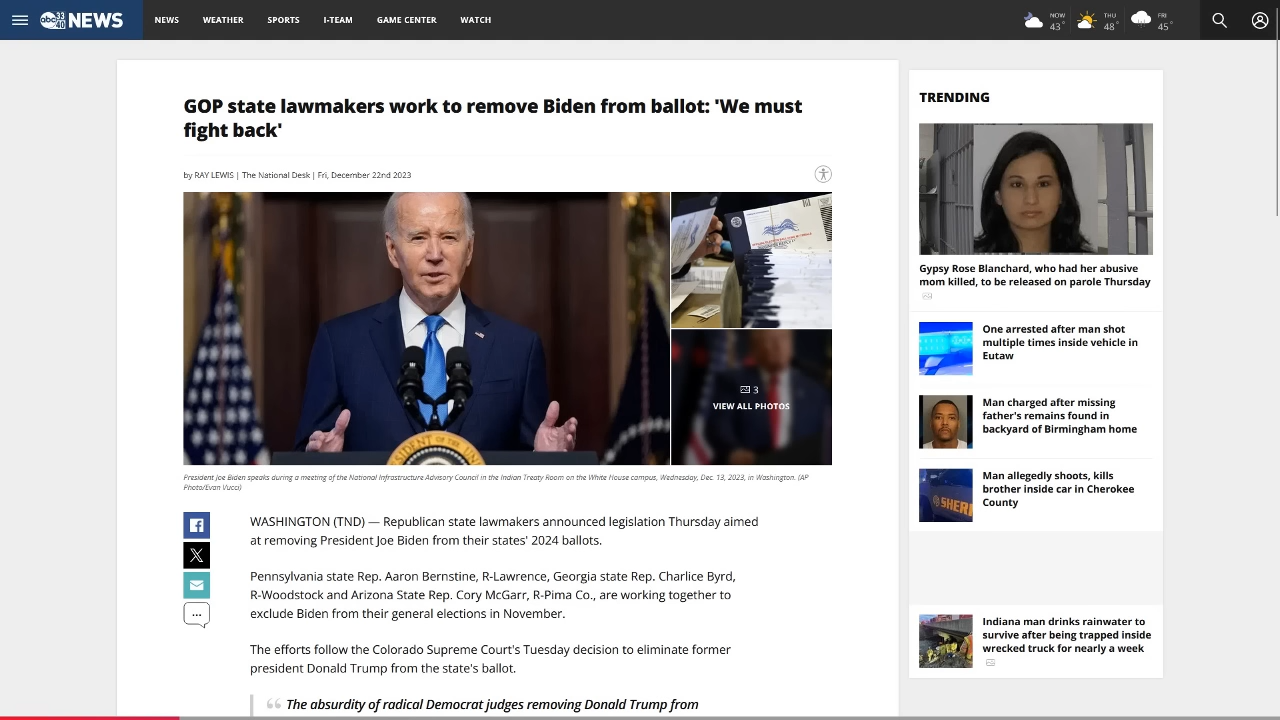 abc 33 40 NEWS
NEWS
WEATHER
SPORTS
I-TEAM
GAME CENTER
WATCH
NOW
43°
THU
48°
FRI
45°
GOP state lawmakers work to remove Biden from ballot: 'We must
fight back'
by RAY LEWIS | The National Desk | Fri, December 22nd 2023
3
VIEW ALL PHOTOS
President Joe Biden speaks during a meeting of the National Infrastructure Advisory Council in the Indian Treaty Room on the White House campus, Wednesday, Dec. 13, 2023, in Washington. (AP
Photo/Evan Vucci)
WASHINGTON (TND) — Republican state lawmakers announced legislation Thursday aimed
at removing President Joe Biden from their states' 2024 ballots.
Pennsylvania state Rep. Aaron Bernstine, R-Lawrence, Georgia state Rep. Charlice Byrd,
R-Woodstock and Arizona State Rep. Cory McGarr, R-Pima Co., are working together to
exclude Biden from their general elections in November.
The efforts follow the Colorado Supreme Court's Tuesday decision to eliminate former
president Donald Trump from the state's ballot.
The absurdity of radical Democrat judges removing Donald Trump from
TRENDING
Gypsy Rose Blanchard, who had her abusive
mom killed, to be released on parole Thursday
One arrested after man shot
multiple times inside vehicle in
Eutaw
Man charged after missing
father's remains found in
backyard of Birmingham home
Man allegedly shoots, kills
brother inside car in Cherokee
County
SHERI
Indiana man drinks rainwater to
survive after being trapped inside
wrecked truck for nearly a week